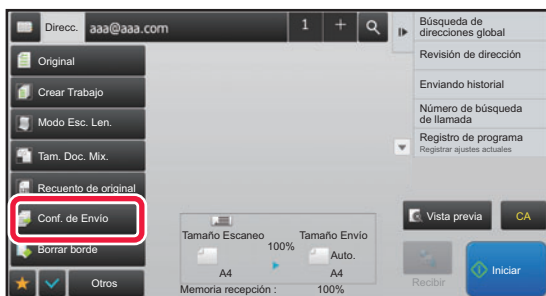 Direcc. aaa@aaa.com 1 +
Original
Crear Trabajo
Modo Esc. Len.
Tam. Doc. Mix.
Recuento de original
Conf. de Envío
Borrar borde
Otros
Tamaño Escaneo
100%
Tamaño Envío
Auto.
A4
A4
Memoria recepción : 100%
Búsqueda de
direcciones global
Revisión de dirección
Enviando historial
Número de búsqueda
de llamada
Registro de programa
Registrar ajustes actuales
Vista previa
CA
Recibir
Iniciar